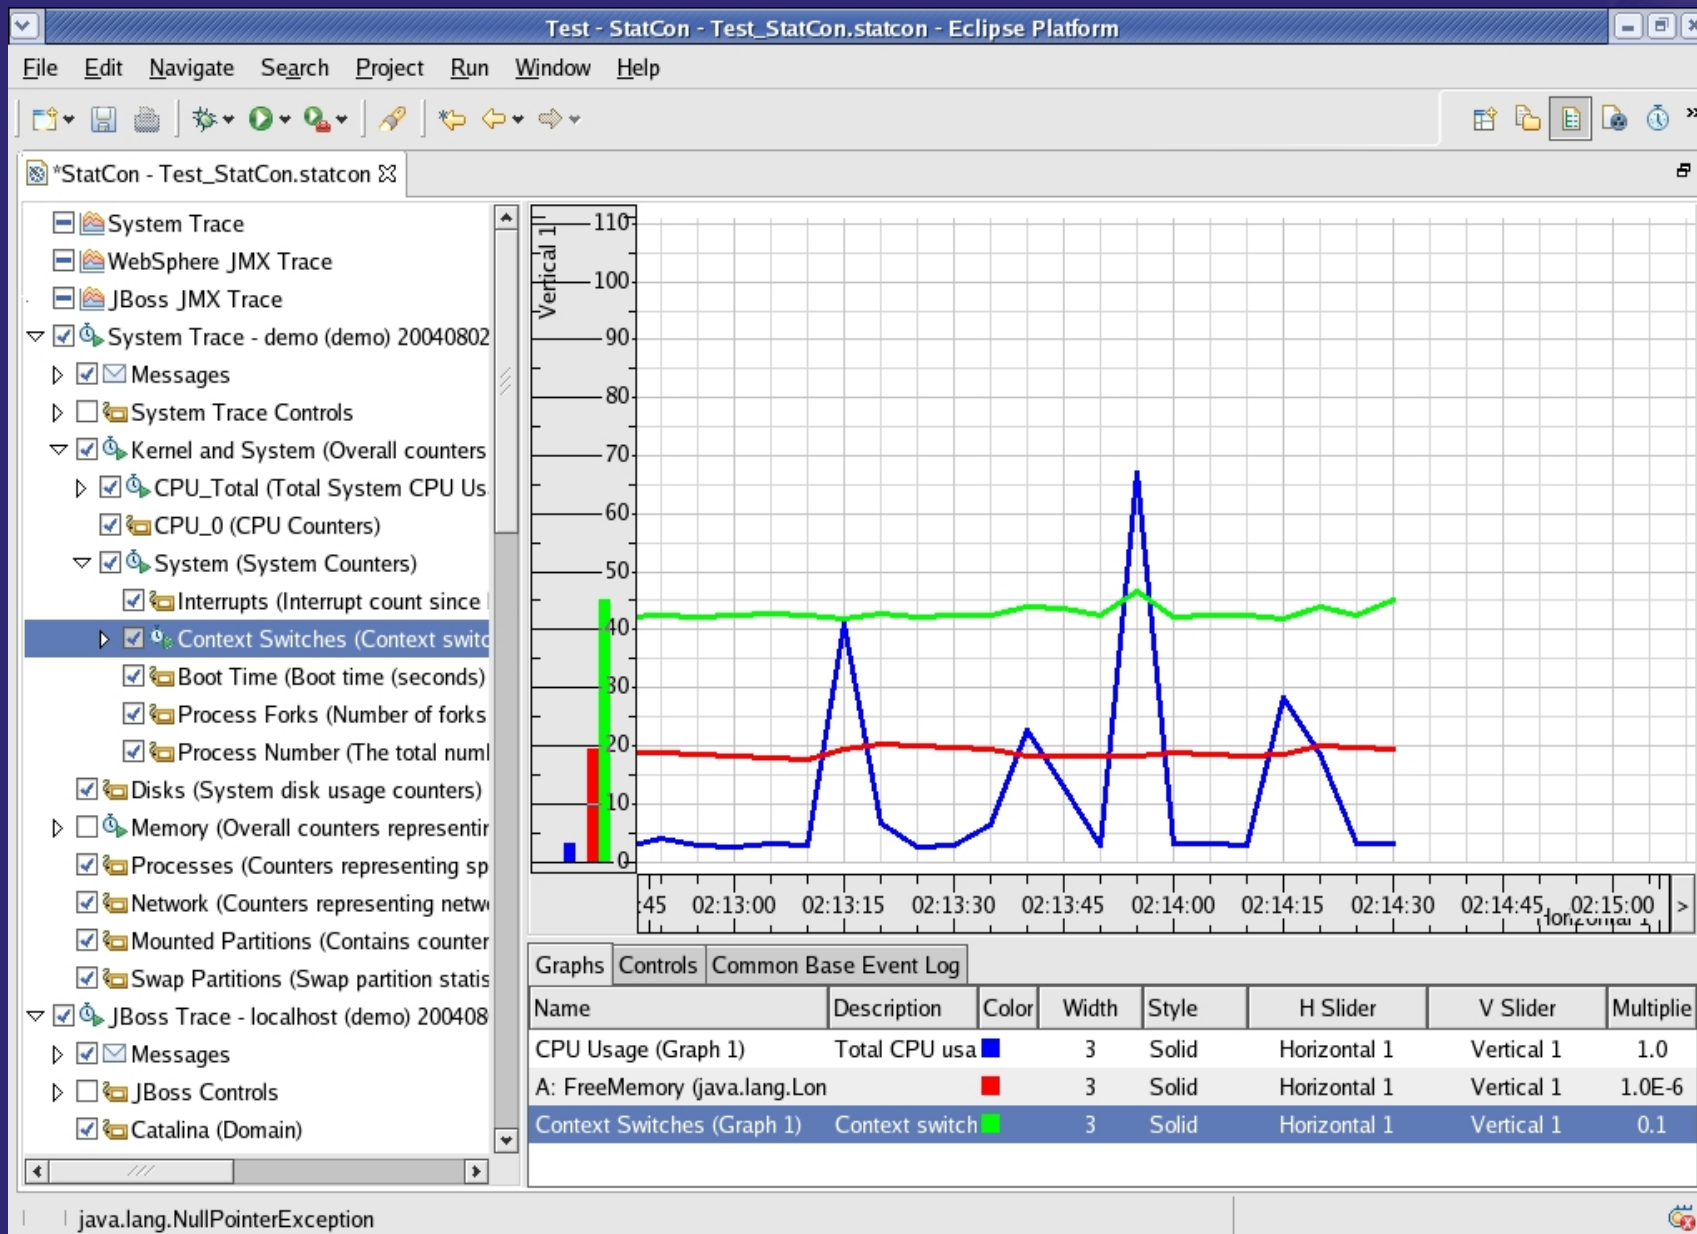 Test - StatCon - Test_StatCon.statcon - Eclipse Platform
File Edit Navigate Search Project Run Window Help
*StatCon - Test_StatCon.statcon
System Trace
WebSphere JMX Trace
JBoss JMX Trace
System Trace - demo (demo) 20040802
Messages
System Trace Controls
Kernel and System (Overall counters
CPU_Total (Total System CPU Us
CPU_0 (CPU Counters)
System (System Counters)
Interrupts (Interrupt count since
Context Switches (Context switc
Boot Time (Boot time (seconds)
Process Forks (Number of forks
Process Number (The total num
Disks (System disk usage counters)
Memory (Overall counters representin
Processes (Counters representing sp
Network (Counters representing netw
Mounted Partitions (Contains counter
Swap Partitions (Swap partition statis
JBoss Trace - localhost (demo) 200408
Messages
JBoss Controls
Catalina (Domain)
Vertical 1
110
100
90
80
70
60
50
40
30
20
10
0
:45 02:13:00 02:13:15 02:13:30 02:13:45 02:14:00 02:14:15 02:14:30 02:14:45 02:15:00 >
Horizontal 1
Graphs Controls Common Base Event Log
Name Description Color Width Style H Slider V Slider Multiplie
CPU Usage (Graph 1) Total CPU usa 3 Solid Horizontal 1 Vertical 1 1.0
A: FreeMemory (java.lang.Lon 3 Solid Horizontal 1 Vertical 1 1.0E-6
Context Switches (Graph 1) Context switch 3 Solid Horizontal 1 Vertical 1 0.1
java.lang.NullPointerException